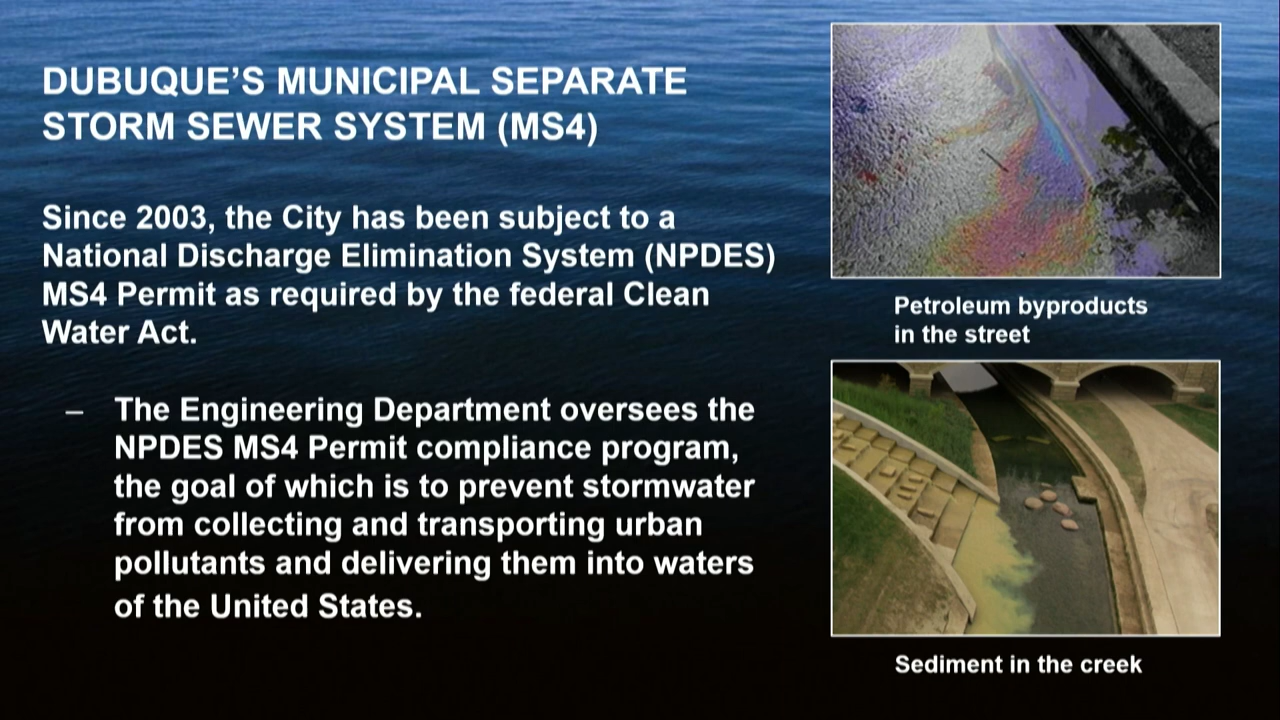 DUBUQUE’S MUNICIPAL SEPARATE
STORM SEWER SYSTEM (MS4)
Since 2003, the City has been subject to a
National Discharge Elimination System (NPDES)
MS4 Permit as required by the federal Clean
Water Act.
– The Engineering Department oversees the
NPDES MS4 Permit compliance program,
the goal of which is to prevent stormwater
from collecting and transporting urban
pollutants and delivering them into waters
of the United States.
Petroleum byproducts
in the street
Sediment in the creek